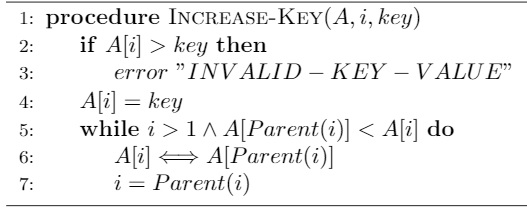 1: procedure INCREASE-KEY(A, i, key)
2: if A[i] > key then
3: error "INVALID − KEY − VALUE"
4: A[i] = key
5: while i > 1 ∧ A[Parent(i)] < A[i] do
6: A[i] ⟺ A[Parent(i)]
7: i = Parent(i)